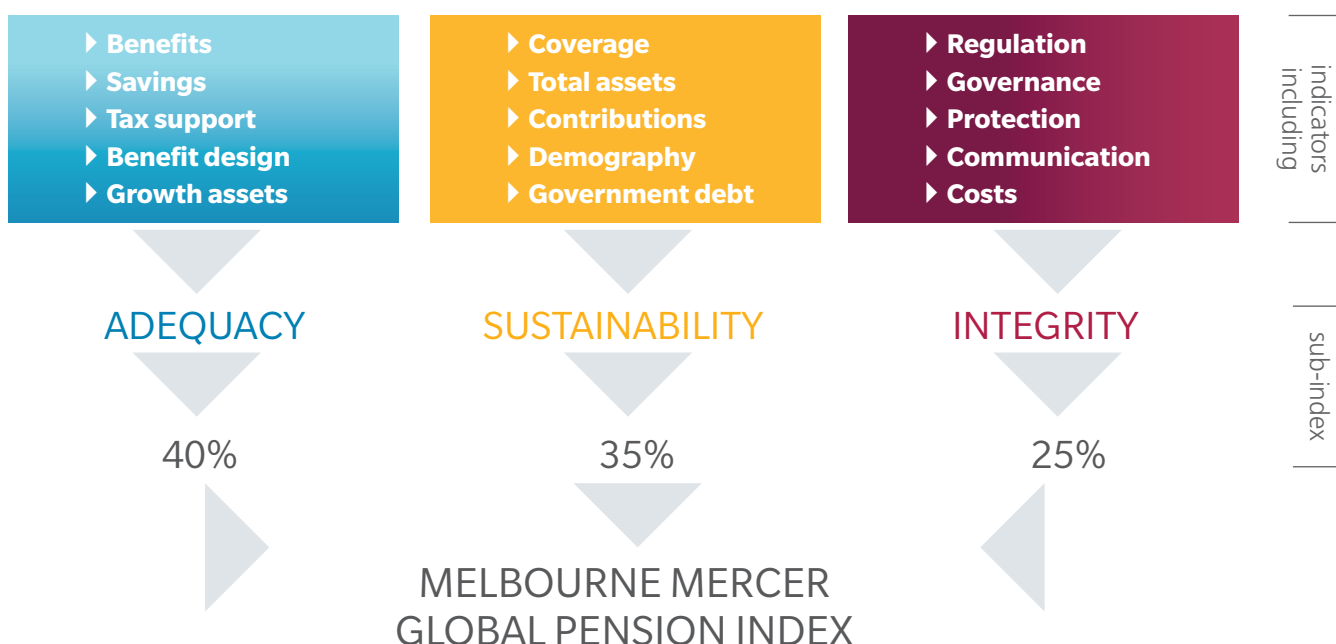 Benefits
Savings
Tax support
Benefit design
Growth assets
Coverage
Total assets
Contributions
Demography
Government debt
Regulation
Governance
Protection
Communication
Costs
indicators
including
ADEQUACY
SUSTAINABILITY
INTEGRITY
sub-index
40%
35%
25%
MELBOURNE MERCER
GLOBAL PENSION INDEX